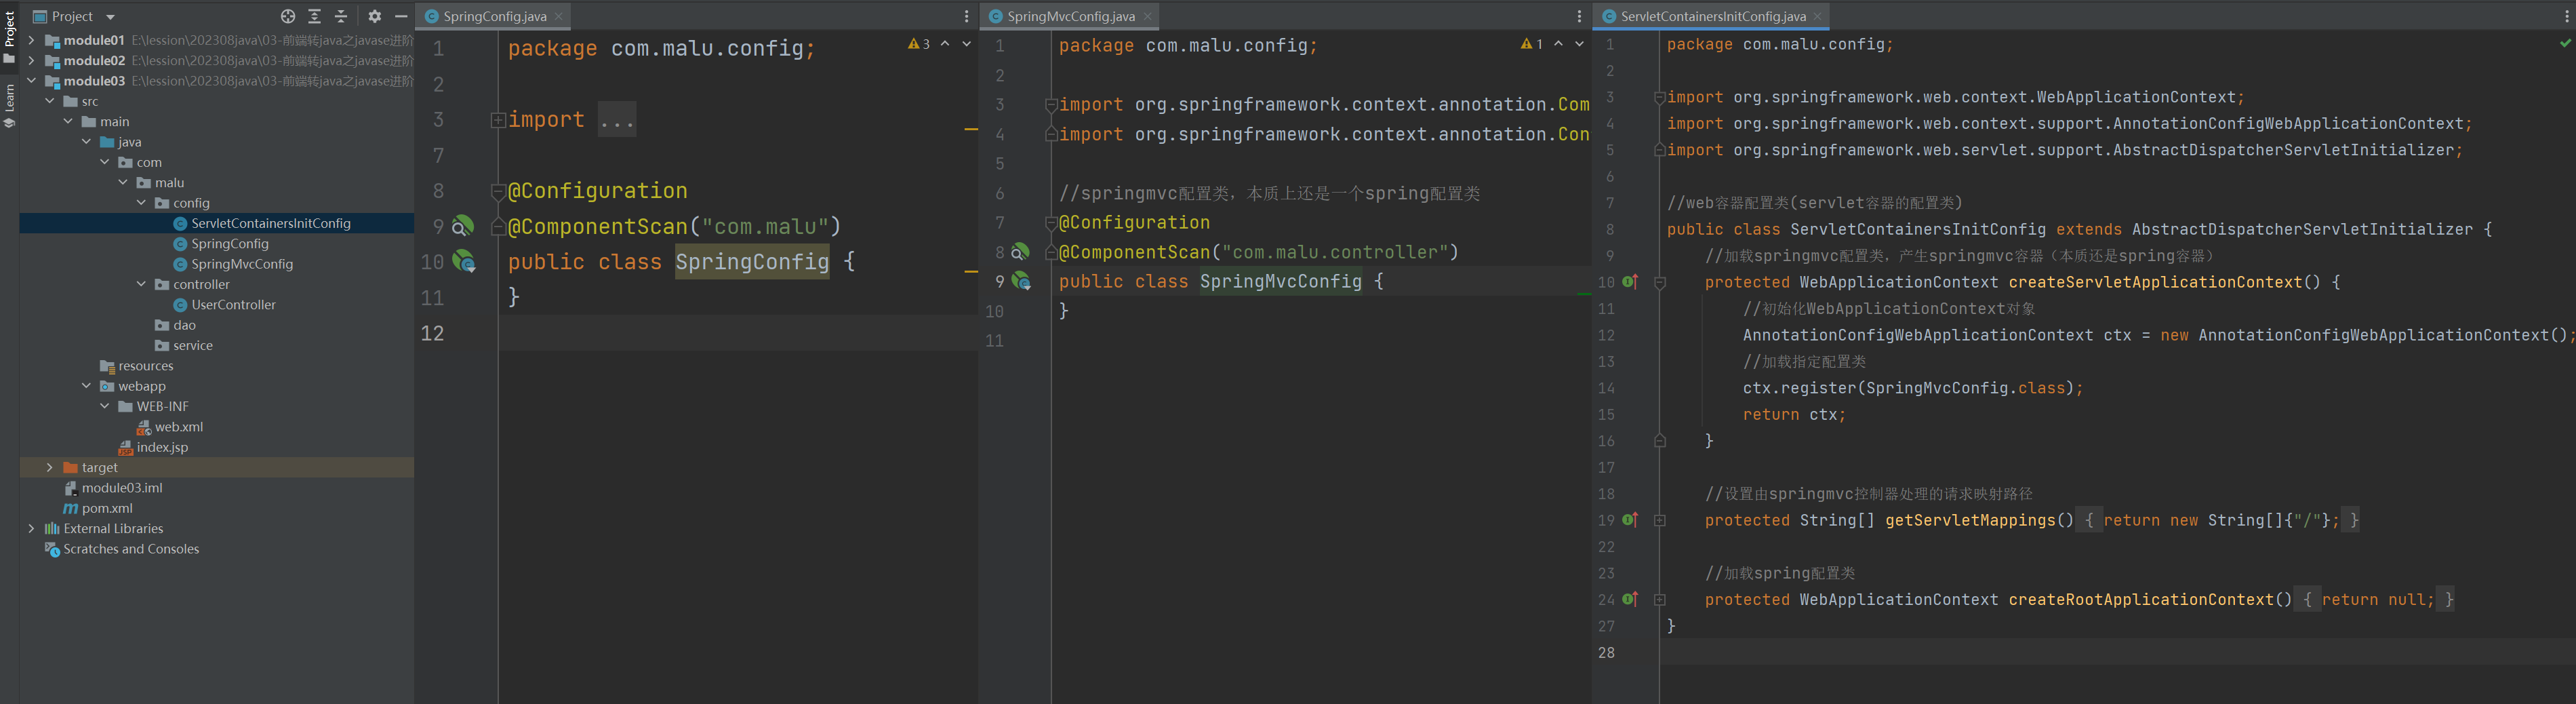 Project
Learn
Project
module01 E:\lession\202308java\03-前端转java之javase进阶
module02 E:\lession\202308java\03-前端转java之javase进阶
module03 E:\lession\202308java\03-前端转java之javase进阶
src
main
java
com
malu
config
ServletContainersInitConfig
SpringConfig
SpringMvcConfig
controller
UserController
dao
service
resources
webapp
WEB-INF
web.xml
index.jsp
target
module03.iml
pom.xml
External Libraries
Scratches and Consoles
SpringConfig.java
3
1 package com.malu.config;
2
3 import ...
7
8 @Configuration
9 @ComponentScan("com.malu")
10 public class SpringConfig {
11 }
12
SpringMvcConfig.java
1
1 package com.malu.config;
2
3 import org.springframework.context.annotation.Com
4 import org.springframework.context.annotation.Con
5
6 //springmvc配置类，本质上还是一个spring配置类
7 @Configuration
8 @ComponentScan("com.malu.controller")
9 public class SpringMvcConfig {
10 }
11
ServletContainersInitConfig.java
1 package com.malu.config;
2
3 import org.springframework.web.context.WebApplicationContext;
4 import org.springframework.web.context.support.AnnotationConfigWebApplicationContext;
5 import org.springframework.web.servlet.support.AbstractDispatcherServletInitializer;
6
7 //web容器配置类(servlet容器的配置类)
8 public class ServletContainersInitConfig extends AbstractDispatcherServletInitializer {
9 //加载springmvc配置类，产生springmvc容器（本质还是spring容器）
10 protected WebApplicationContext createServletApplicationContext() {
11 //初始化WebApplicationContext对象
12 AnnotationConfigWebApplicationContext ctx = new AnnotationConfigWebApplicationContext();
13 //加载指定配置类
14 ctx.register(SpringMvcConfig.class);
15 return ctx;
16 }
17
18 //设置由springmvc控制器处理的请求映射路径
19 protected String[] getServletMappings() { return new String[]{"/"}; }
22
23 //加载spring配置类
24 protected WebApplicationContext createRootApplicationContext() { return null; }
27 }
28